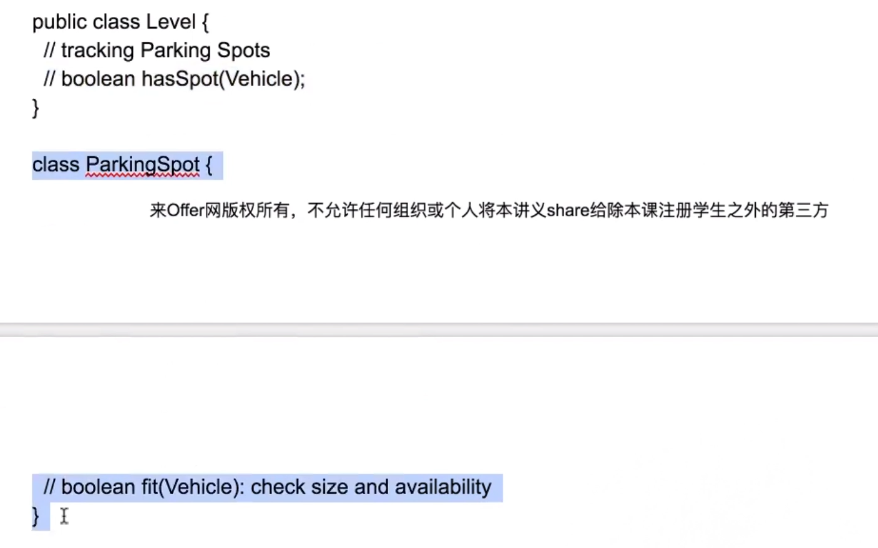 public class Level {
// tracking Parking Spots
// boolean hasSpot(Vehicle);
}
class ParkingSpot {
来Offer网版权所有，不允许任何组织或个人将本讲义share给除本课注册学生之外的第三方
// boolean fit(Vehicle): check size and availability
}